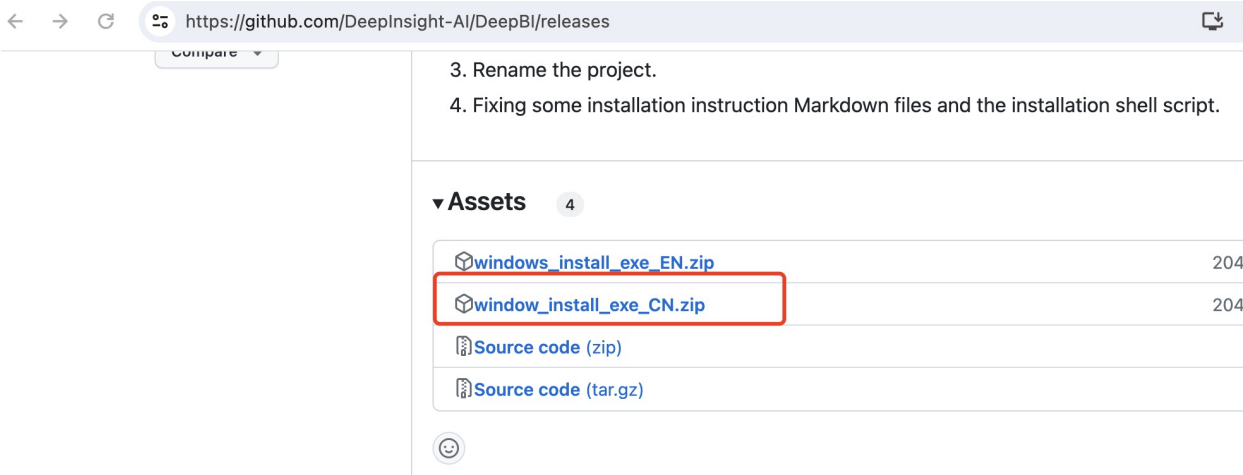 https://github.com/DeepInsight-AI/DeepBI/releases
Compare
3. Rename the project.
4. Fixing some installation instruction Markdown files and the installation shell script.
Assets 4
windows_install_exe_EN.zip 204
window_install_exe_CN.zip 204
Source code (zip)
Source code (tar.gz)